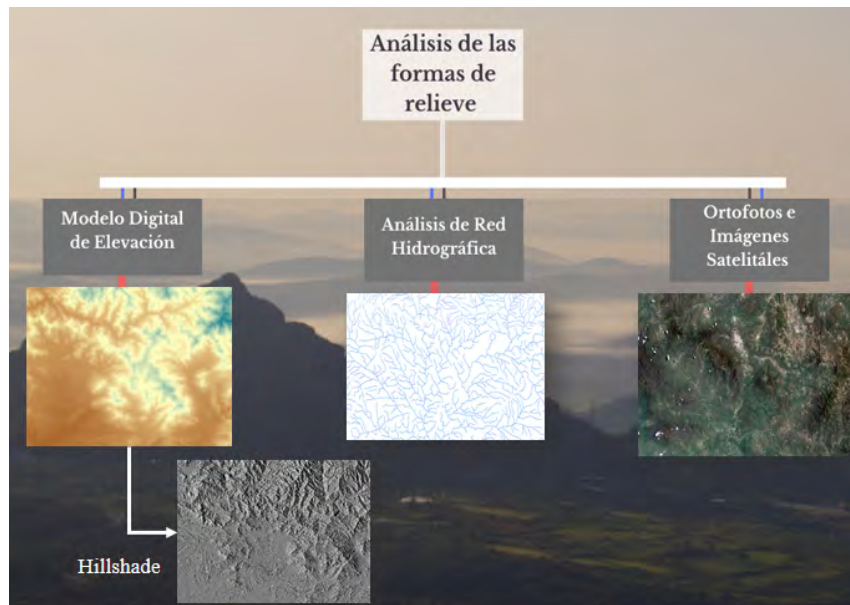 Análisis de las
formas de
relieve
Modelo Digital
de Elevación
Análisis de Red
Hidrográfica
Ortofotos e
Imágenes
Satelitáles
Hillshade